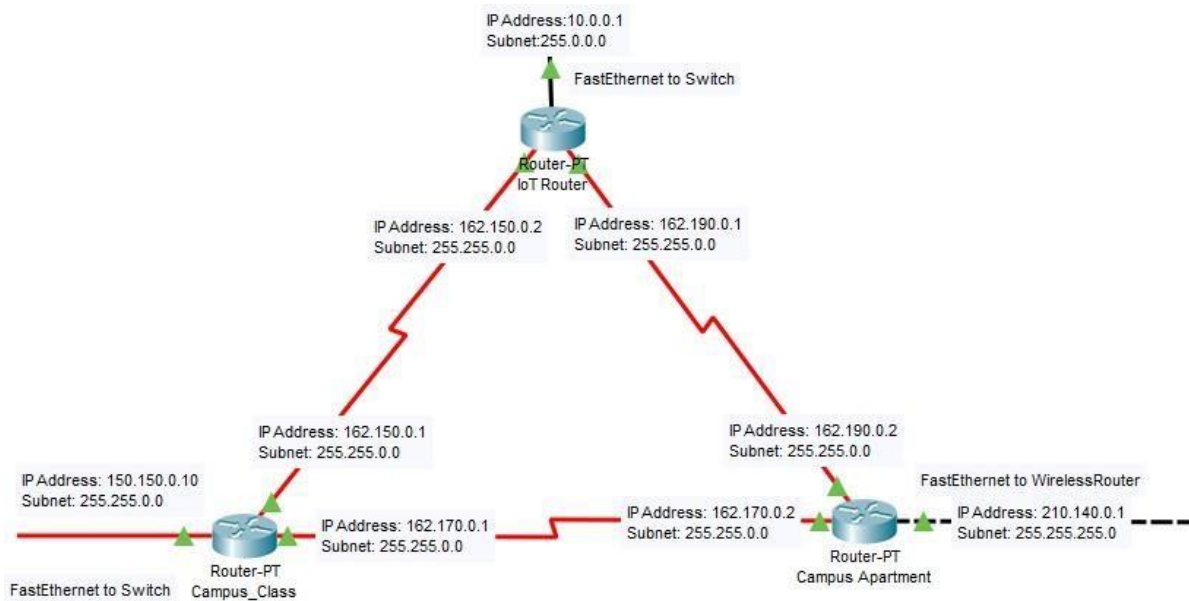 IP Address:10.0.0.1
Subnet:255.0.0.0
FastEthernet to Switch
Router-PT
IoT Router
IP Address: 162.150.0.2
Subnet: 255.255.0.0
IP Address: 162.190.0.1
Subnet: 255.255.0.0
IP Address: 162.150.0.1
Subnet: 255.255.0.0
IP Address: 162.190.0.2
Subnet: 255.255.0.0
IP Address: 150.150.0.10
Subnet: 255.255.0.0
FastEthernet to WirelessRouter
IP Address: 162.170.0.1
Subnet: 255.255.0.0
IP Address: 162.170.0.2
Subnet: 255.255.0.0
IP Address: 210.140.0.1
Subnet: 255.255.255.0
Router-PT
Campus_Class
Router-PT
Campus Apartment
FastEthernet to Switch